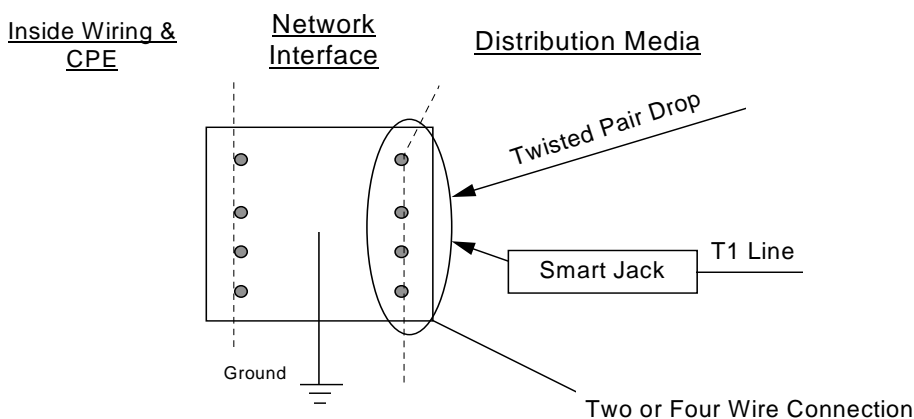 Inside Wiring &
CPE
Network
Interface
Distribution Media
Twisted Pair Drop
Smart Jack
T1 Line
Ground
Two or Four Wire Connection